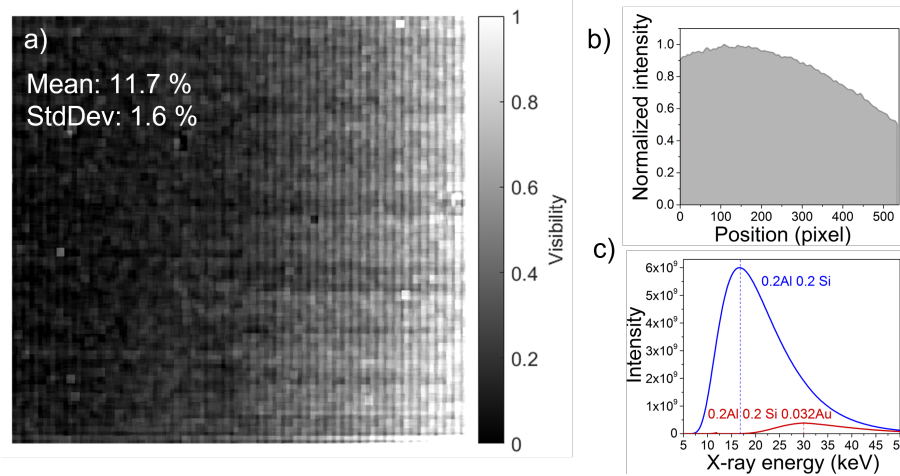 a)
Mean: 11.7 %
StdDev: 1.6 %
1
0.8
0.6
0.4
0.2
0
Visibility
b)
Normalized intensity
1.0
0.8
0.6
0.4
0.2
0.0
0 100 200 300 400 500
Position (pixel)
c)
Intensity
6x10⁹
5x10⁹
4x10⁹
3x10⁹
2x10⁹
1x10⁹
0
0.2Al 0.2 Si
0.2Al 0.2 Si 0.032Au
5 10 15 20 25 30 35 40 45
X-ray energy (keV)